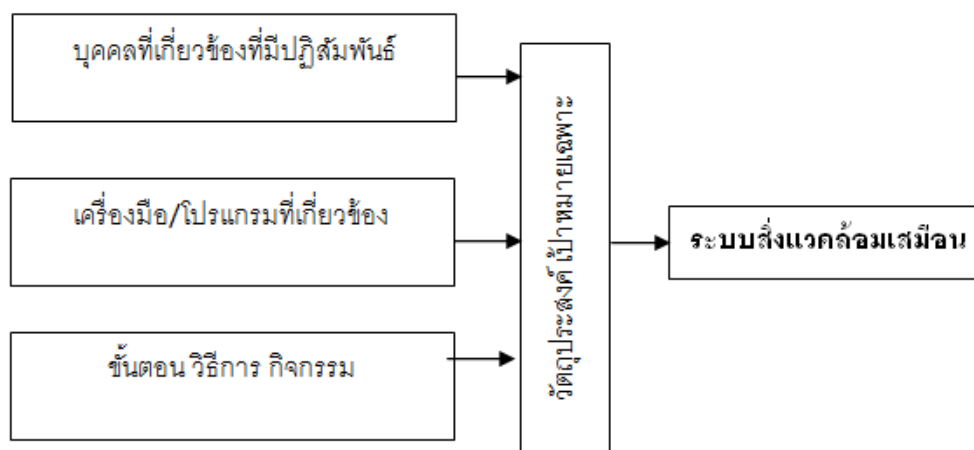 บุคคลที่เกี่ยวข้องที่มีปฏิสัมพันธ์
เครื่องมือ/โปรแกรมที่เกี่ยวข้อง
ขั้นตอน วิธีการ กิจกรรม
วัตถุประสงค์ เป้าหมายเฉพาะ
ระบบสิ่งแวดล้อมเสมือน